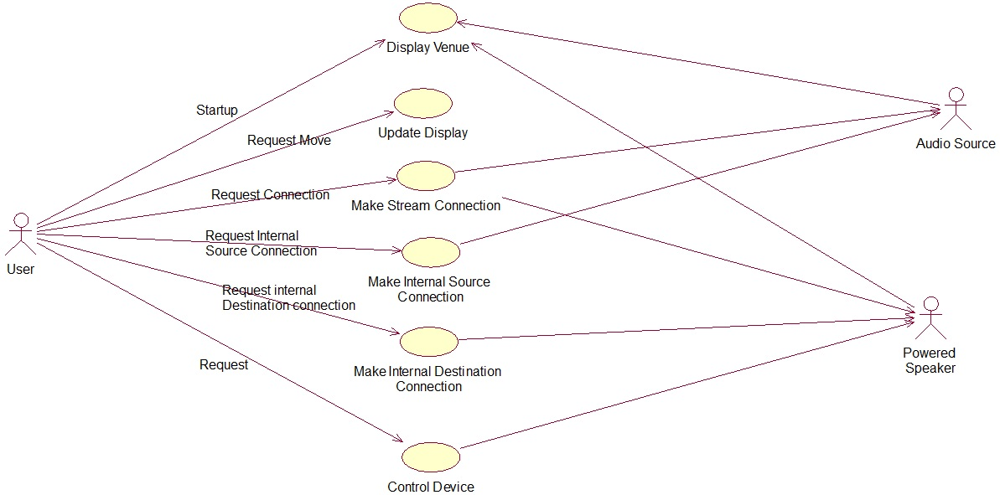 Display Venue
Startup
Update Display
Request Move
Audio Source
Request Connection
Make Stream Connection
User
Request Internal
Source Connection
Make Internal Source
Connection
Request internal
Destination connection
Make Internal Destination
Connection
Powered
Speaker
Request
Control Device